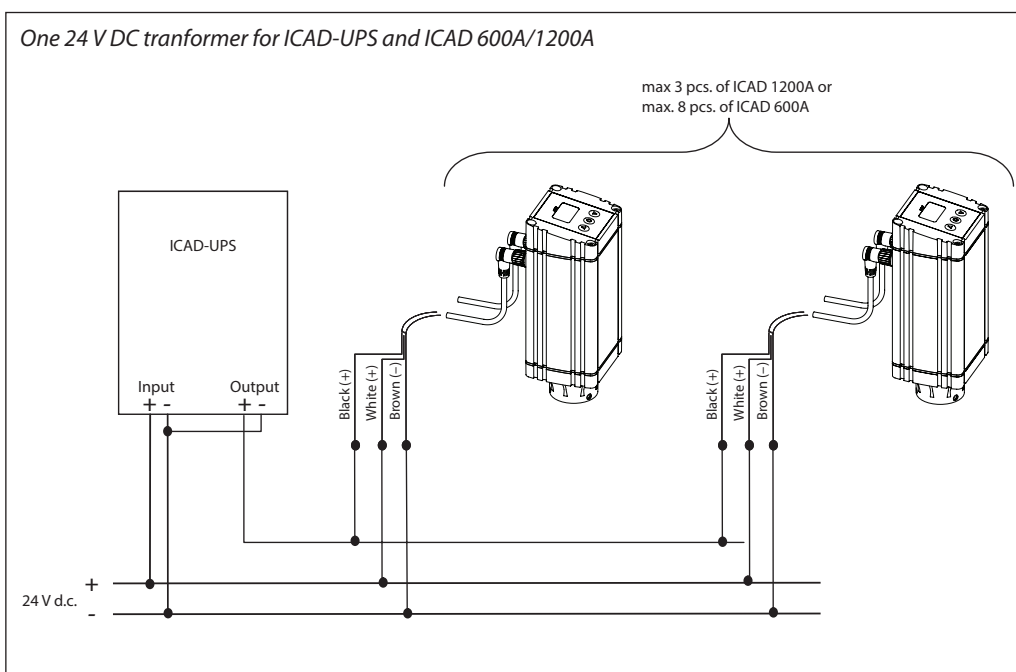 One 24 V DC tranformer for ICAD-UPS and ICAD 600A/1200A
max 3 pcs. of ICAD 1200A or
max. 8 pcs. of ICAD 600A
ICAD-UPS
Input
Output
+ -
+ -
Black (+)
White (+)
Brown (–)
Black (+)
White (+)
Brown (–)
+
24 V d.c.
-